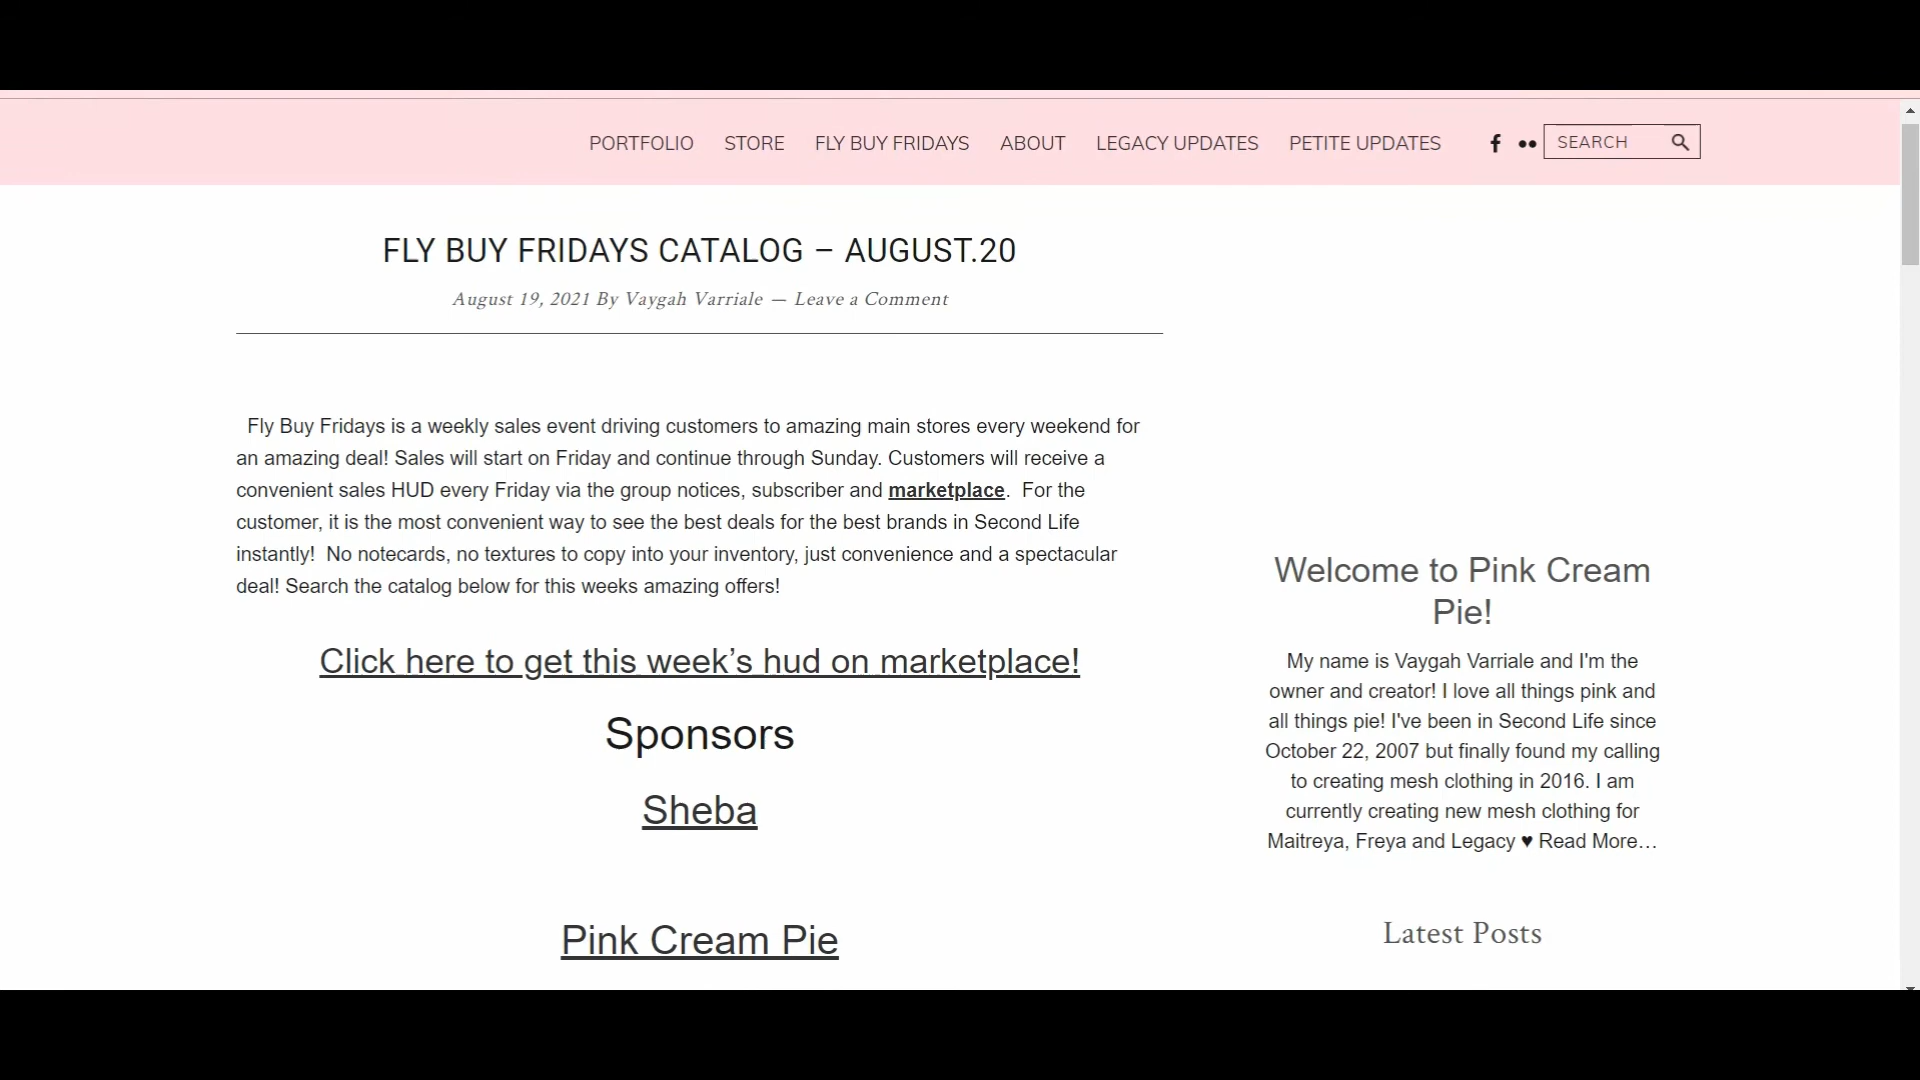 PORTFOLIO STORE FLY BUY FRIDAYS ABOUT LEGACY UPDATES PETITE UPDATES SEARCH
FLY BUY FRIDAYS CATALOG – AUGUST.20
August 19, 2021 By Vaygah Varriale — Leave a Comment
Fly Buy Fridays is a weekly sales event driving customers to amazing main stores every weekend for
an amazing deal! Sales will start on Friday and continue through Sunday. Customers will receive a
convenient sales HUD every Friday via the group notices, subscriber and marketplace.  For the
customer, it is the most convenient way to see the best deals for the best brands in Second Life
instantly!  No notecards, no textures to copy into your inventory, just convenience and a spectacular
deal! Search the catalog below for this weeks amazing offers!
Click here to get this week’s hud on marketplace!
Sponsors
Sheba
Pink Cream Pie
Welcome to Pink Cream
Pie!
My name is Vaygah Varriale and I'm the
owner and creator! I love all things pink and
all things pie! I've been in Second Life since
October 22, 2007 but finally found my calling
to creating mesh clothing in 2016. I am
currently creating new mesh clothing for
Maitreya, Freya and Legacy ♥ Read More…
Latest Posts